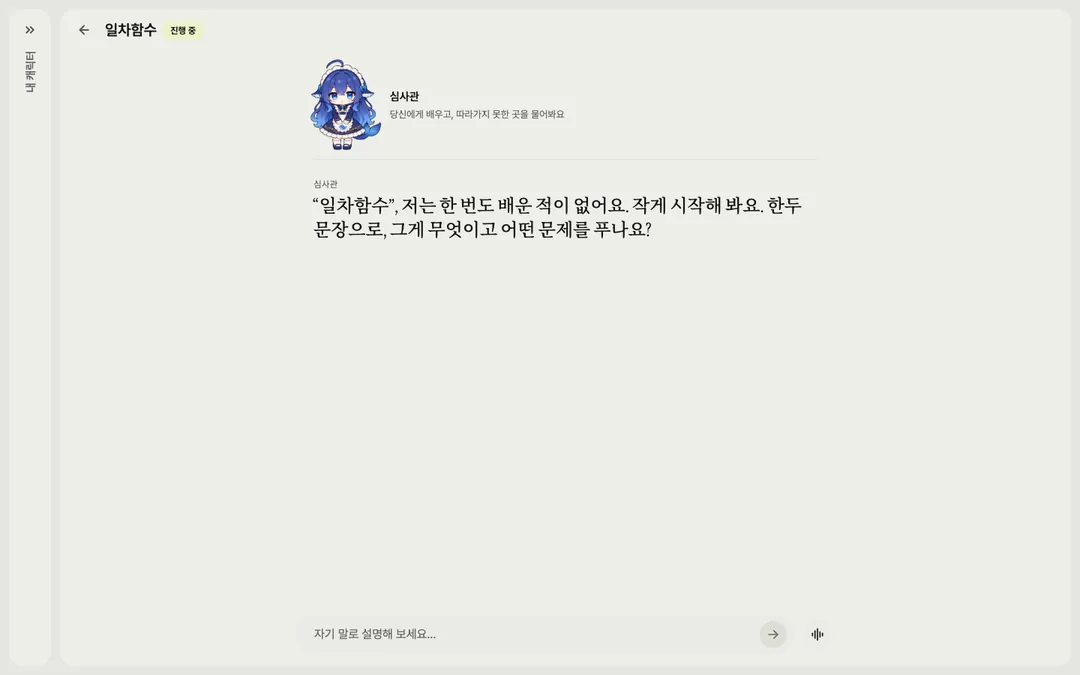 일차함수 진행 중
내 캐릭터
심사관
당신에게 배우고, 따라가지 못한 곳을 물어봐요
심사관
“일차함수”, 저는 한 번도 배운 적이 없어요. 작게 시작해 봐요. 한두
문장으로, 그게 무엇이고 어떤 문제를 푸나요?
자기 말로 설명해 보세요...